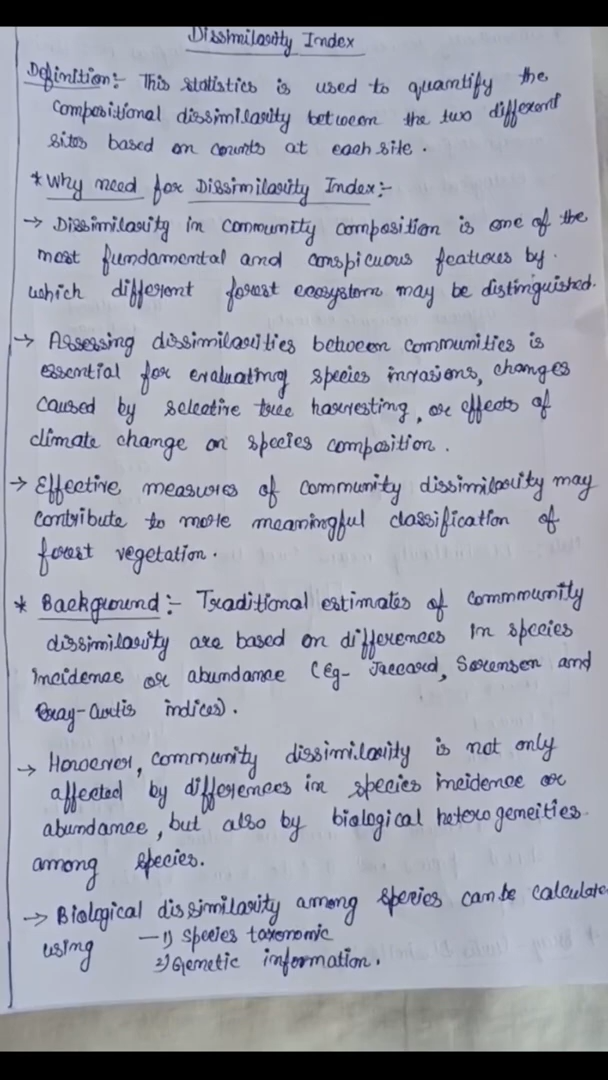 Dissimilarity Index
Definition:- This statistics is used to quantify the
compositional dissimilarity between the two different
sites based on counts at each site.
* Why need for Dissimilarity Index:-
→ Dissimilarity in community composition is one of the
most fundamental and conspicuous features by
which different forest ecosystem may be distinguished.
→ Assessing dissimilarities between communities is
essential for evaluating species invasions, changes
caused by selective tree harvesting, or effects of
climate change on species composition.
→ Effective measures of community dissimilarity may
contribute to more meaningful classification of
forest vegetation.
* Background:- Traditional estimates of commmunity
dissimilarity are based on differences in species
incidence or abundance (Eg- Jaccard, Sorensen and
Bray-Curtis indices).
→ However, community dissimilarity is not only
affected by differences in species incidence or
abundance, but also by biological heterogeneities
among species.
→ Biological dissimilarity among species can be calculate
using — 1) Species taxonomic
2) Genetic information.